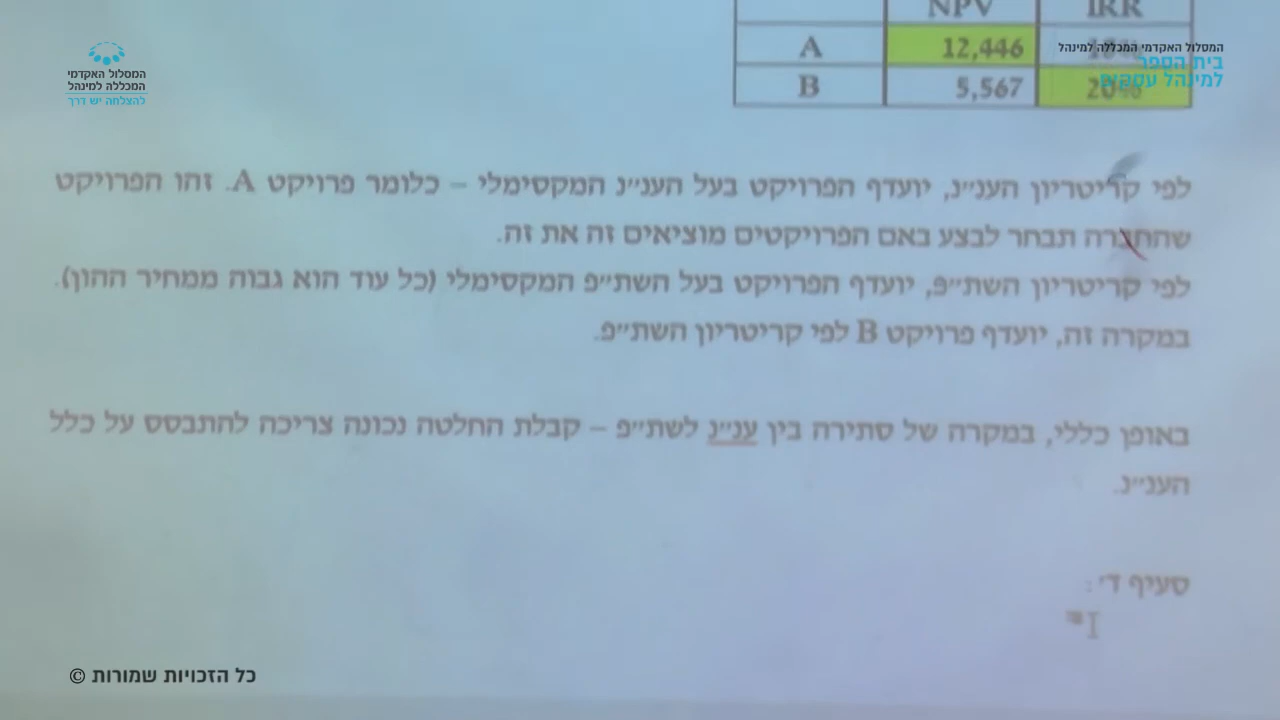 NPV IRR
A 12,446
B 5,567 20%
המסלול האקדמי המכללה למינהל
בית הספר
למינהל עסקים
המסלול האקדמי
המכללה למינהל
להצלחה יש דרך
לפי קריטריון הענ״נ, יועדף הפרויקט בעל הענ״נ המקסימלי – כלומר פרויקט A. זהו הפרויקט
שהחברה תבחר לבצע באם הפרויקטים מוציאים זה את זה.
לפי קריטריון השת״פ, יועדף הפרויקט בעל השת״פ המקסימלי (כל עוד הוא גבוה ממחיר ההון).
במקרה זה, יועדף פרויקט B לפי קריטריון השת״פ.
באופן כללי, במקרה של סתירה בין ענ״נ לשת״פ – קבלת החלטה נכונה צריכה להתבסס על כלל
הענ״נ.
סעיף ד׳:
כל הזכויות שמורות ©